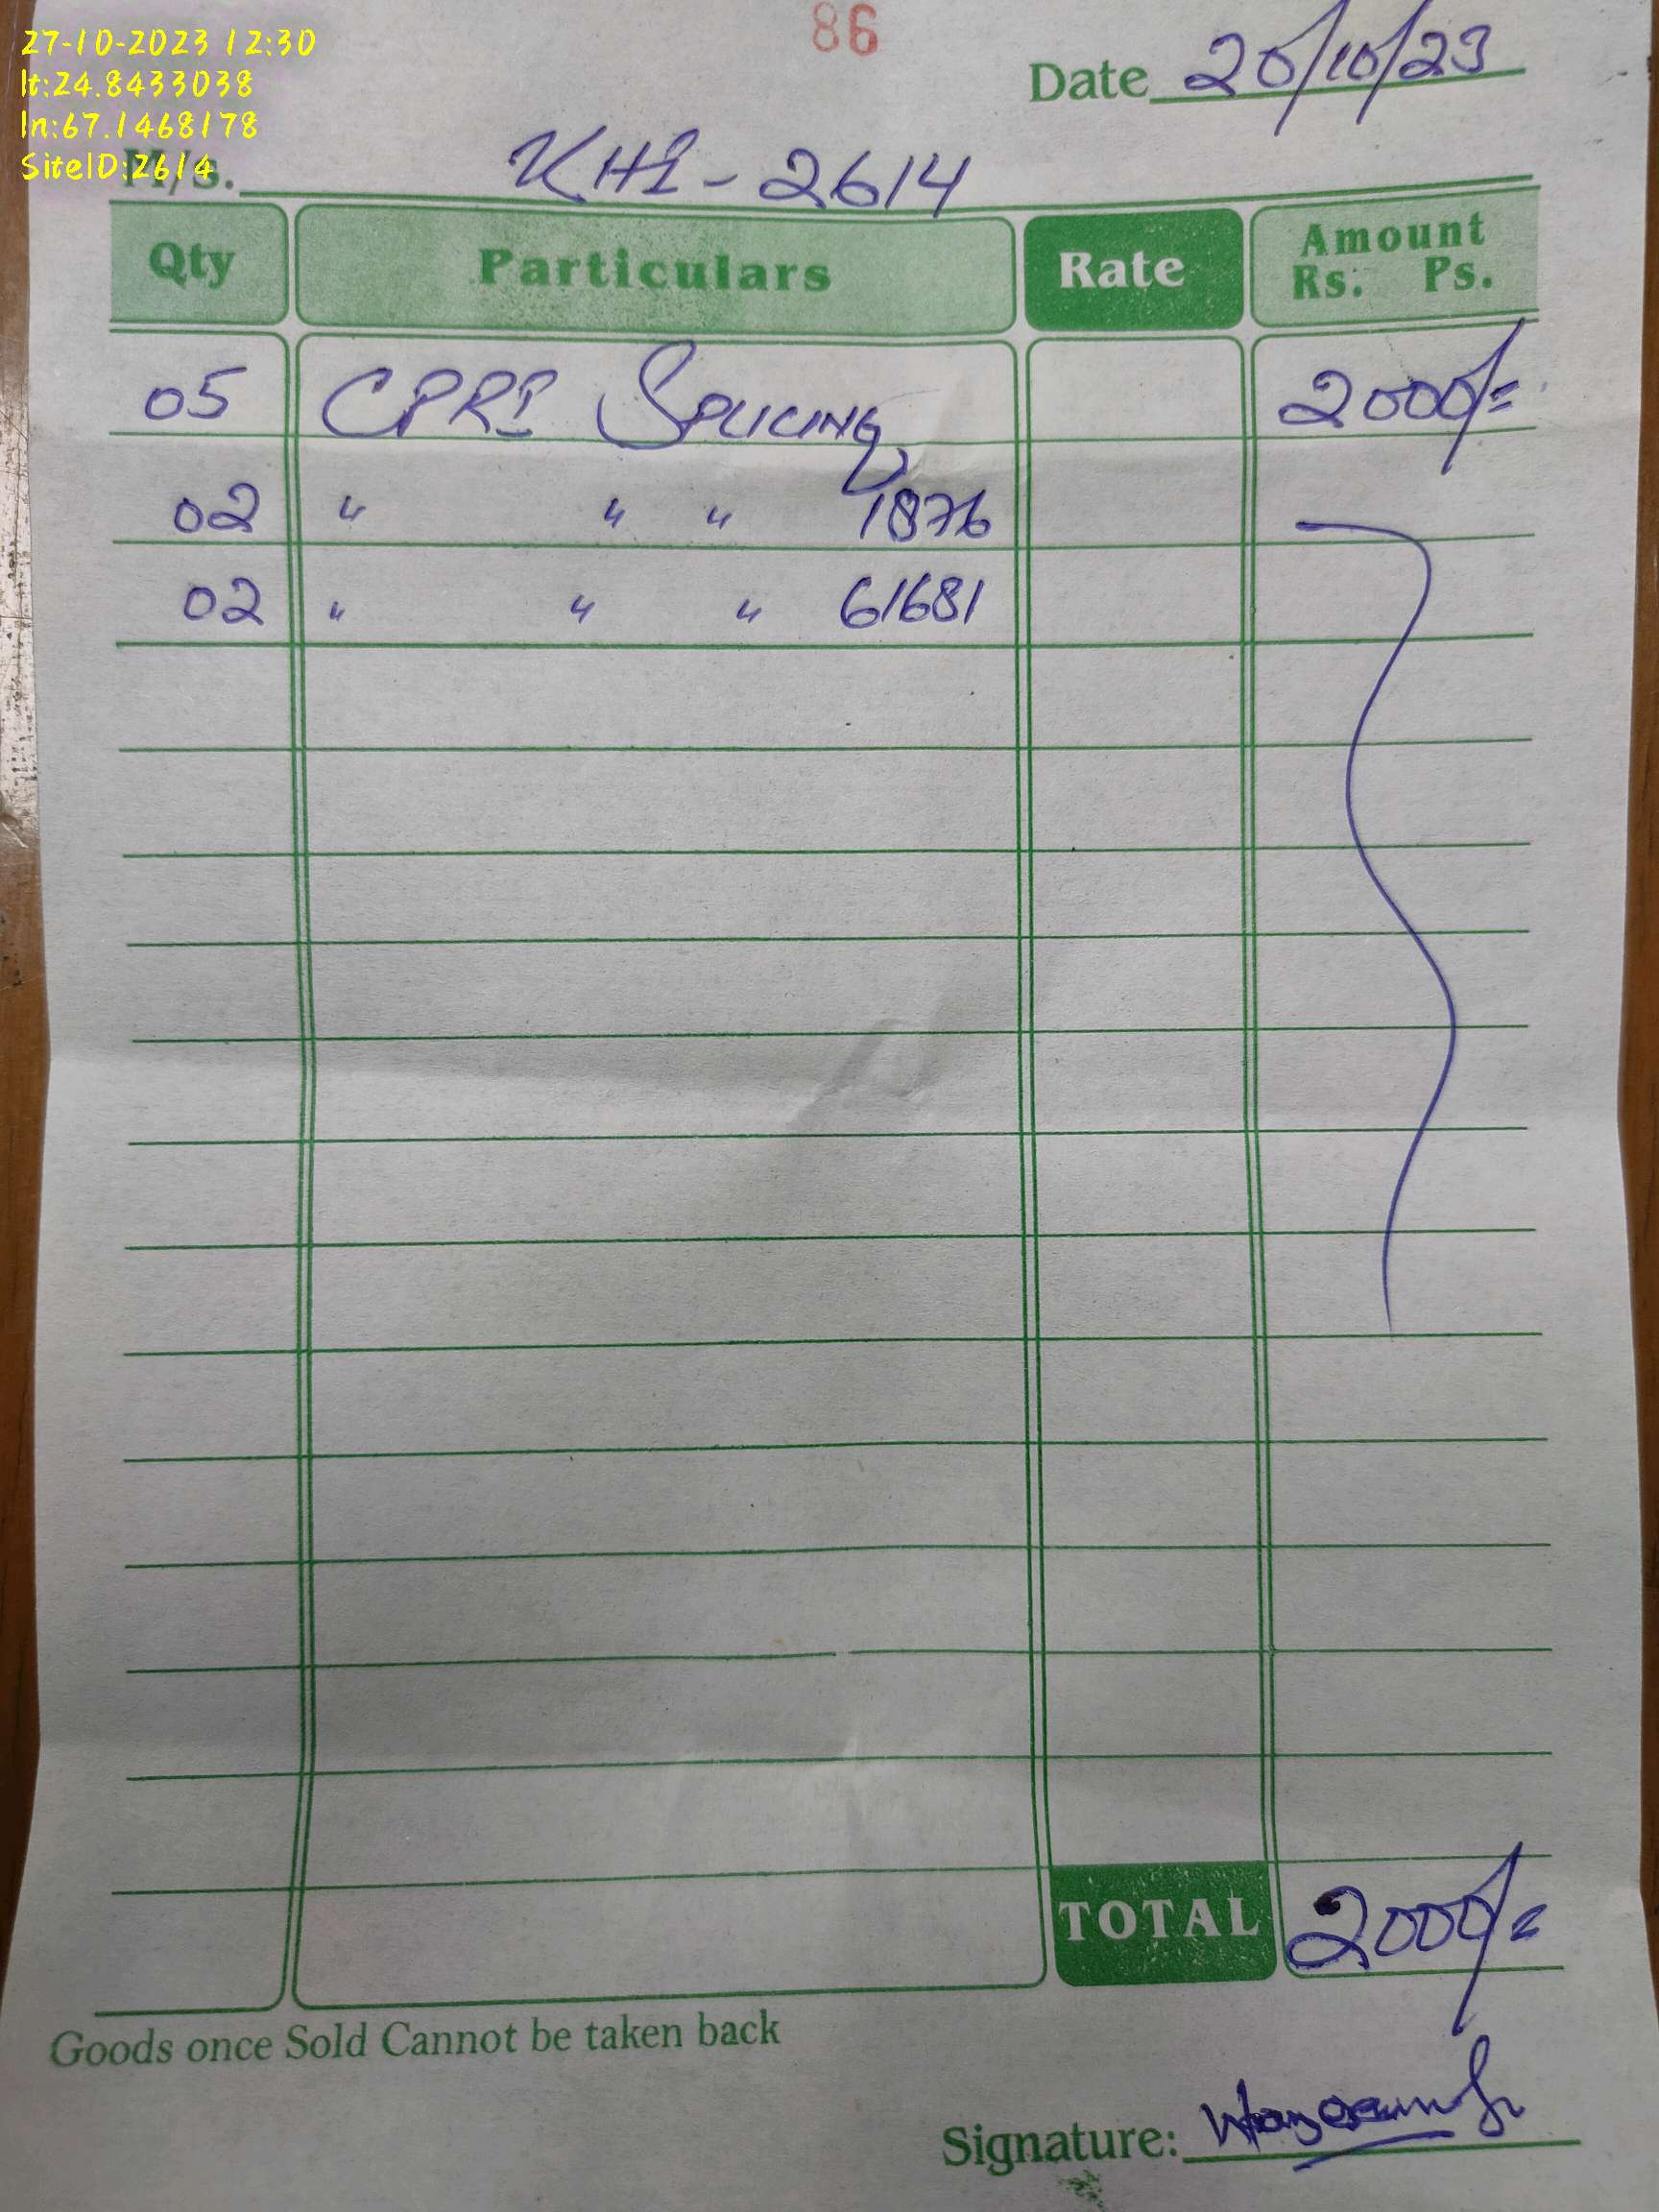 27-10-2023 12:30
lt:24.8433038
ln:67.1468178
SiteID:2614
86
Date 20/10/23
M/s. KHI-2614
Qty Particulars Rate Amount Rs. Ps.
05 CPRI SPLICING 2000/=
02 " " " 1876
02 " " " 61681
TOTAL 2000/=
Goods once Sold Cannot be taken back
Signature: